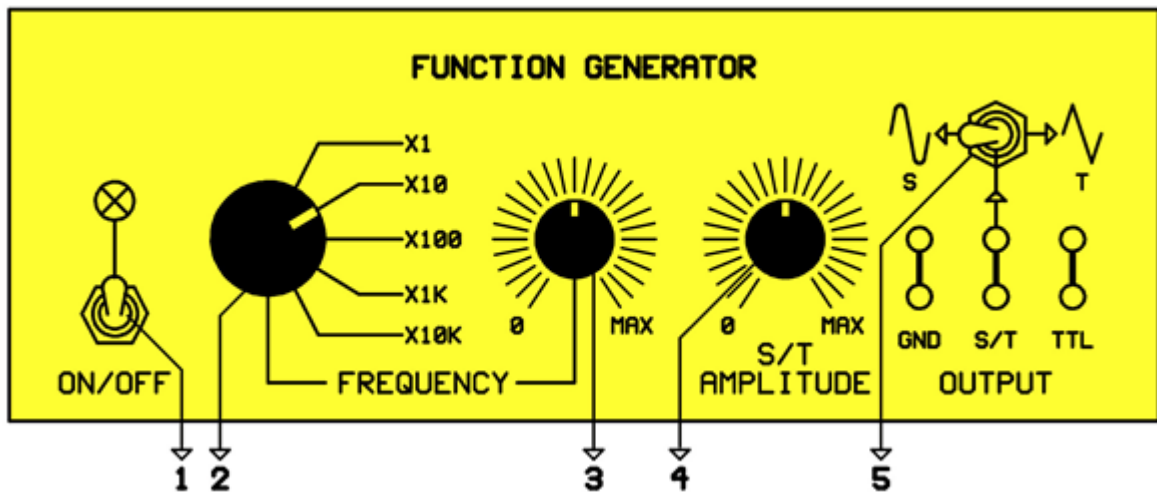 FUNCTION GENERATOR
X1
X10
X100
X1K
X10K
S T
0 MAX
0 MAX
GND S/T TTL
ON/OFF
FREQUENCY
S/T
AMPLITUDE
OUTPUT
1 2 3 4 5